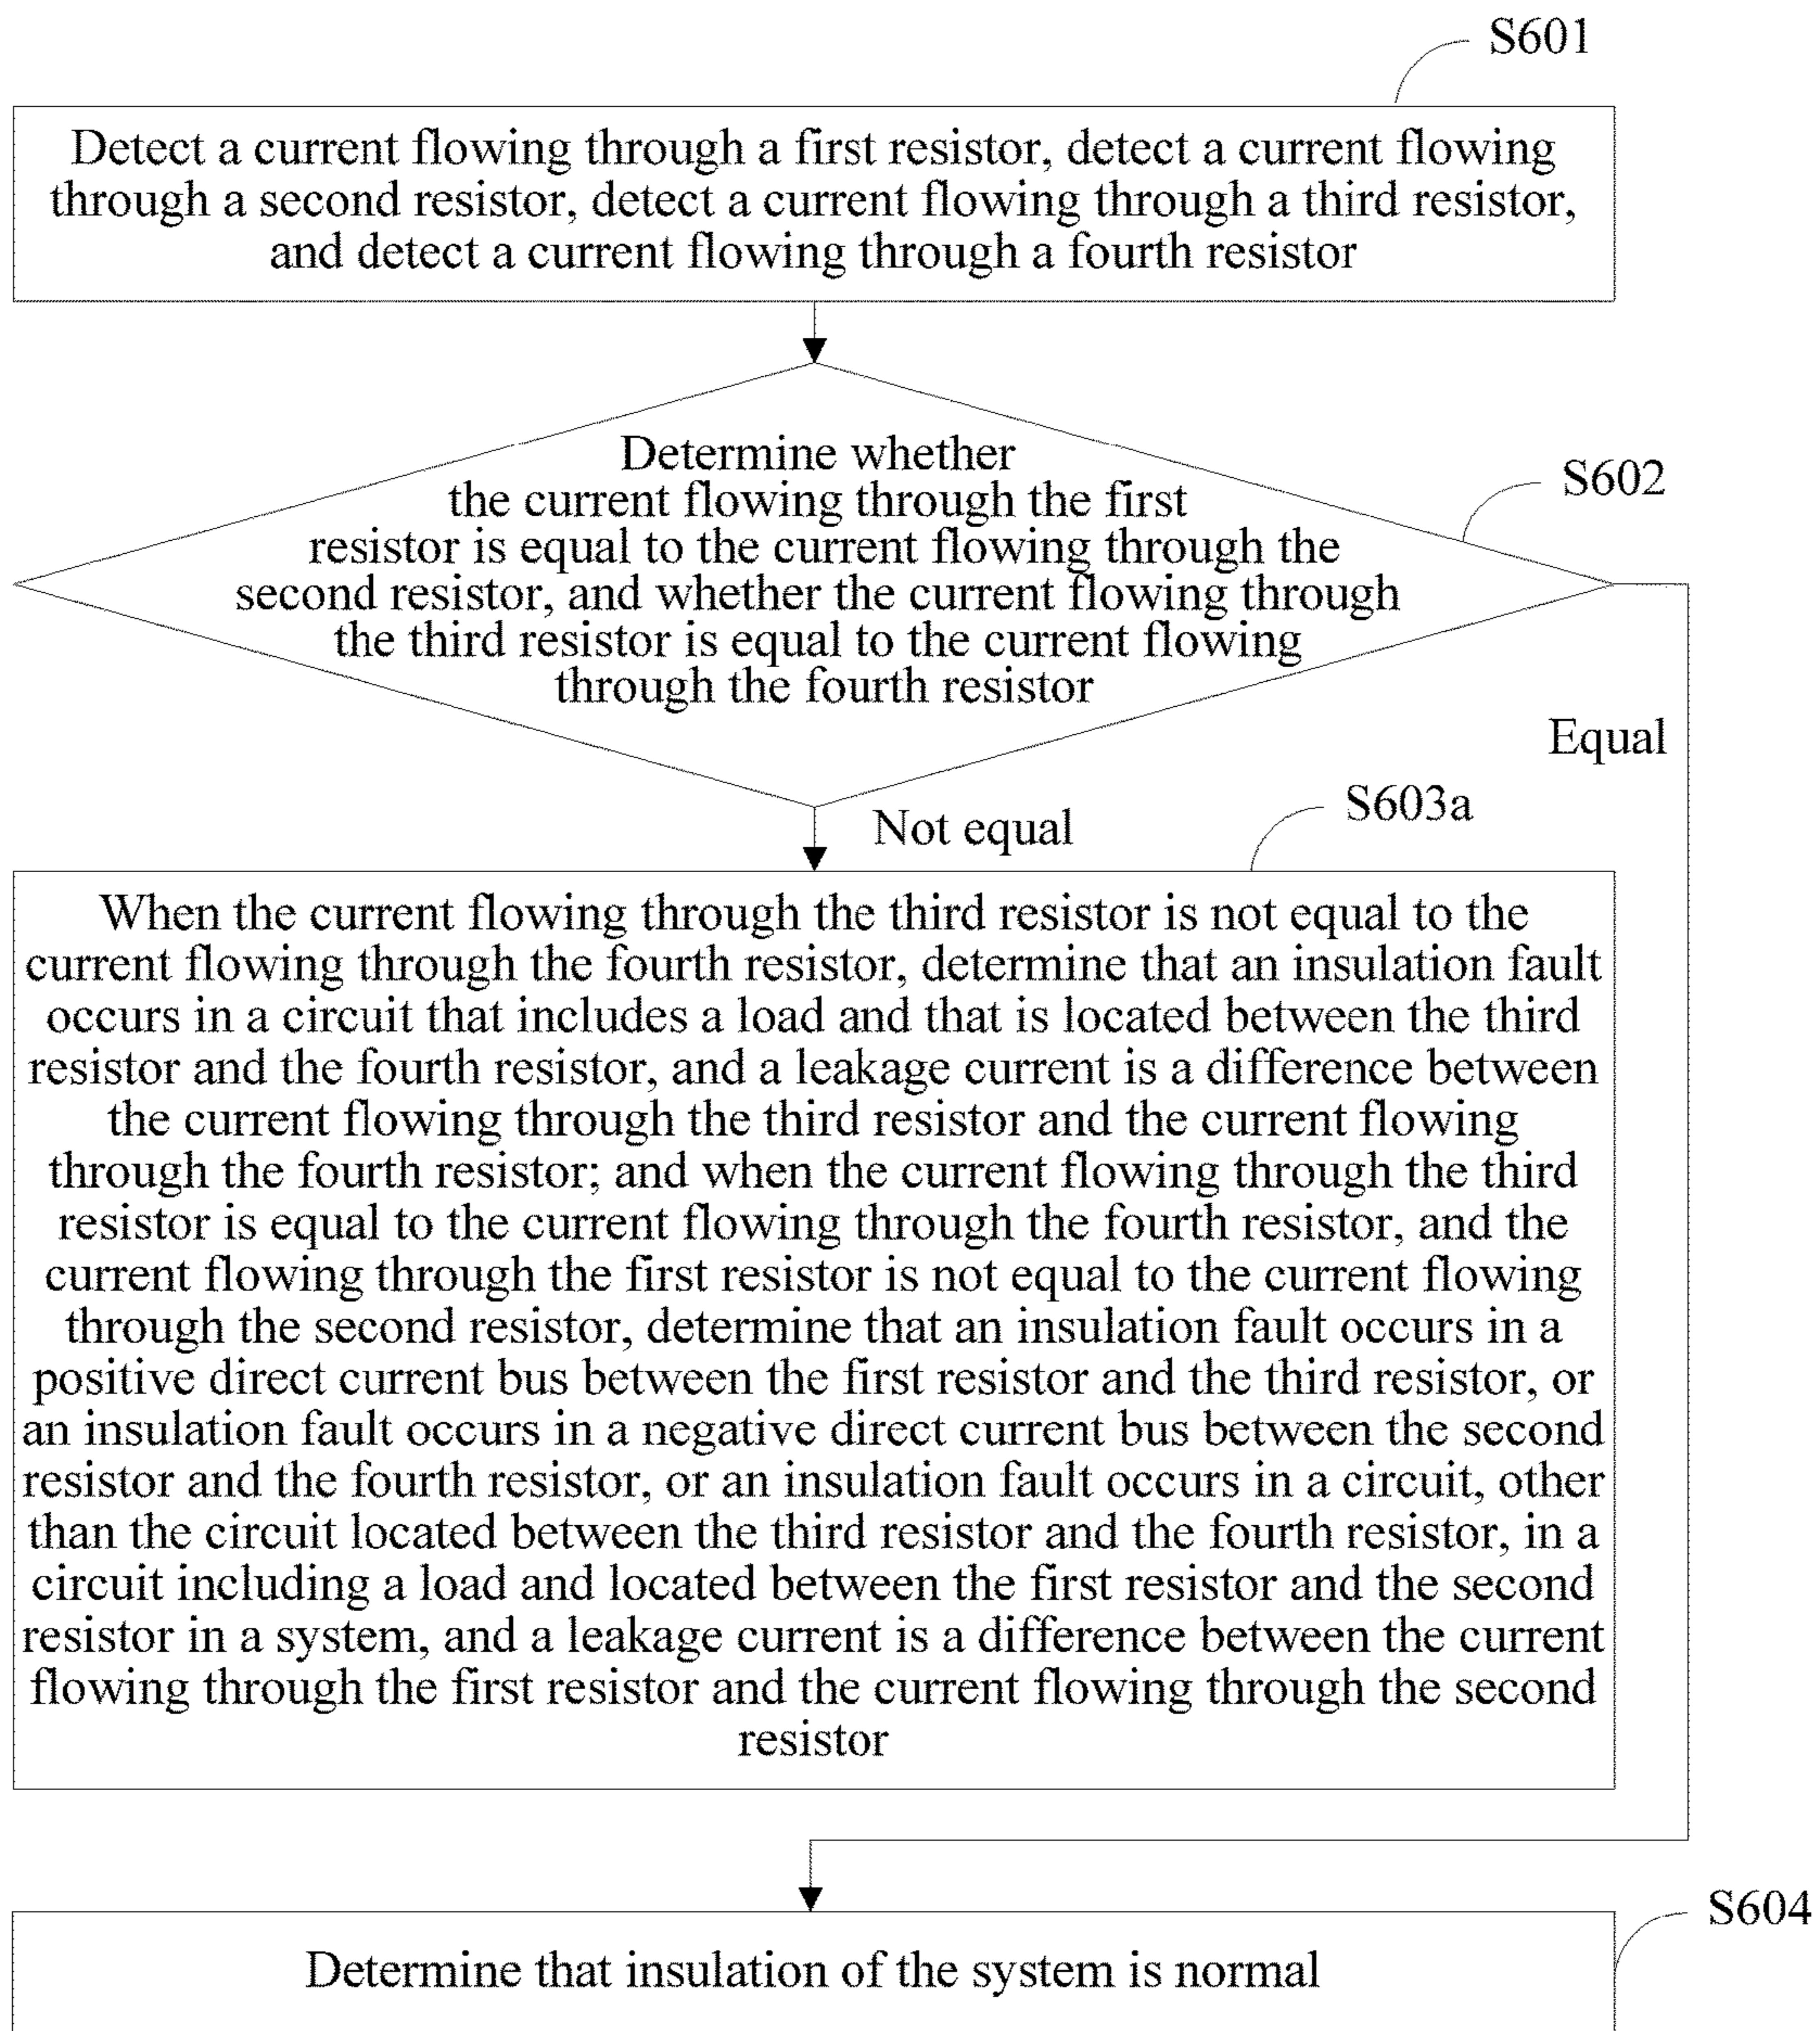 S601
Detect a current flowing through a first resistor, detect a current flowing
through a second resistor, detect a current flowing through a third resistor,
and detect a current flowing through a fourth resistor
Determine whether
the current flowing through the first
resistor is equal to the current flowing through the
second resistor, and whether the current flowing through
the third resistor is equal to the current flowing
through the fourth resistor
S602
Equal
Not equal
S603a
When the current flowing through the third resistor is not equal to the
current flowing through the fourth resistor, determine that an insulation fault
occurs in a circuit that includes a load and that is located between the third
resistor and the fourth resistor, and a leakage current is a difference between
the current flowing through the third resistor and the current flowing
through the fourth resistor; and when the current flowing through the third
resistor is equal to the current flowing through the fourth resistor, and the
current flowing through the first resistor is not equal to the current flowing
through the second resistor, determine that an insulation fault occurs in a
positive direct current bus between the first resistor and the third resistor, or
an insulation fault occurs in a negative direct current bus between the second
resistor and the fourth resistor, or an insulation fault occurs in a circuit, other
than the circuit located between the third resistor and the fourth resistor, in a
circuit including a load and located between the first resistor and the second
resistor in a system, and a leakage current is a difference between the current
flowing through the first resistor and the current flowing through the second
resistor
S604
Determine that insulation of the system is normal